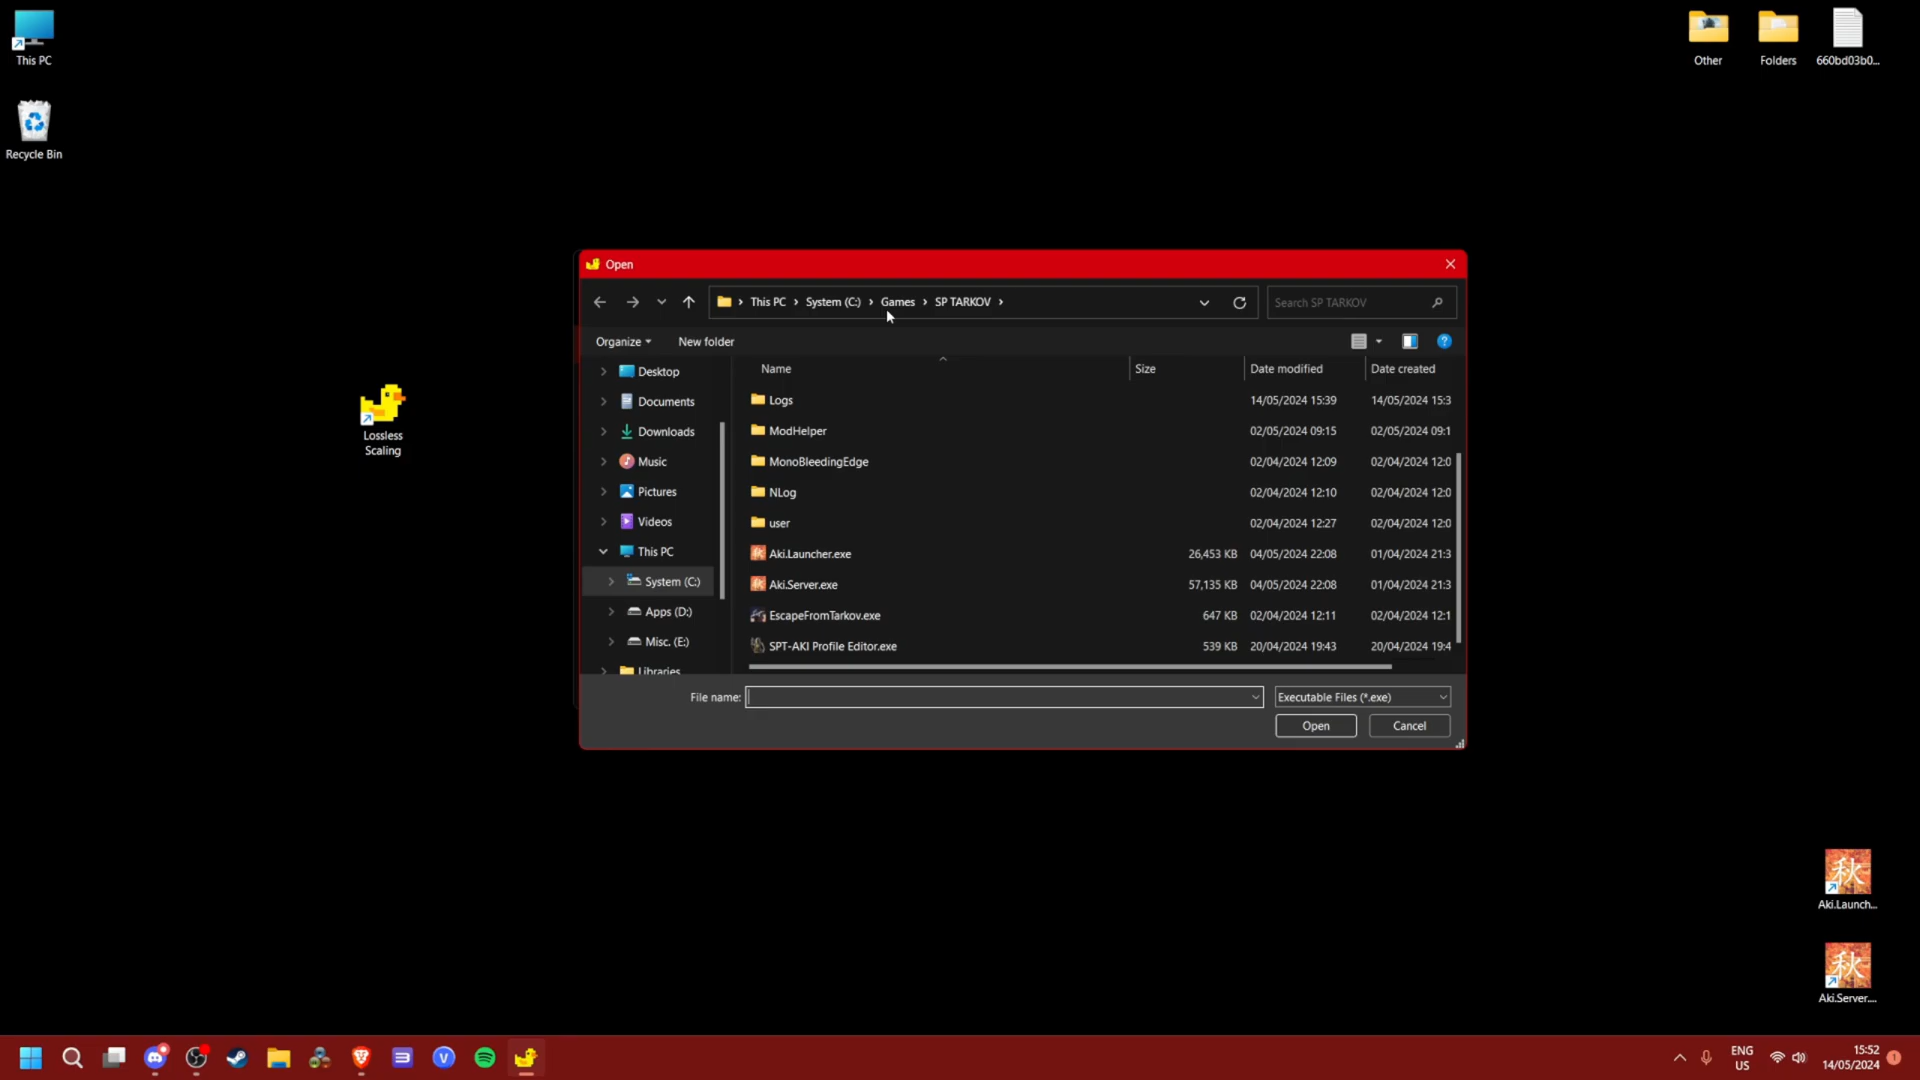 This PC
Recycle Bin
Other
Folders
660bd03b0...
Lossless
Scaling
Open
This PC › System (C:) › Games › SP TARKOV ›
Search SP TARKOV
Organize
New folder
Name
Size
Date modified
Date created
Desktop
Documents
Downloads
Music
Pictures
Videos
This PC
System (C:)
Apps (D:)
Misc. (E:)
Libraries
Logs 14/05/2024 15:39 14/05/2024 15:3
ModHelper 02/05/2024 09:15 02/05/2024 09:1
MonoBleedingEdge 02/04/2024 12:09 02/04/2024 12:0
NLog 02/04/2024 12:10 02/04/2024 12:0
user 02/04/2024 12:27 02/04/2024 12:0
Aki.Launcher.exe 26,453 KB 04/05/2024 22:08 01/04/2024 21:3
Aki.Server.exe 57,135 KB 04/05/2024 22:08 01/04/2024 21:3
EscapeFromTarkov.exe 647 KB 02/04/2024 12:11 02/04/2024 12:1
SPT-AKI Profile Editor.exe 539 KB 20/04/2024 19:43 20/04/2024 19:4
File name:
Executable Files (*.exe)
Open
Cancel
秋
Aki.Launch...
秋
Aki.Server....
V
ENG
US
15:52
14/05/2024
1